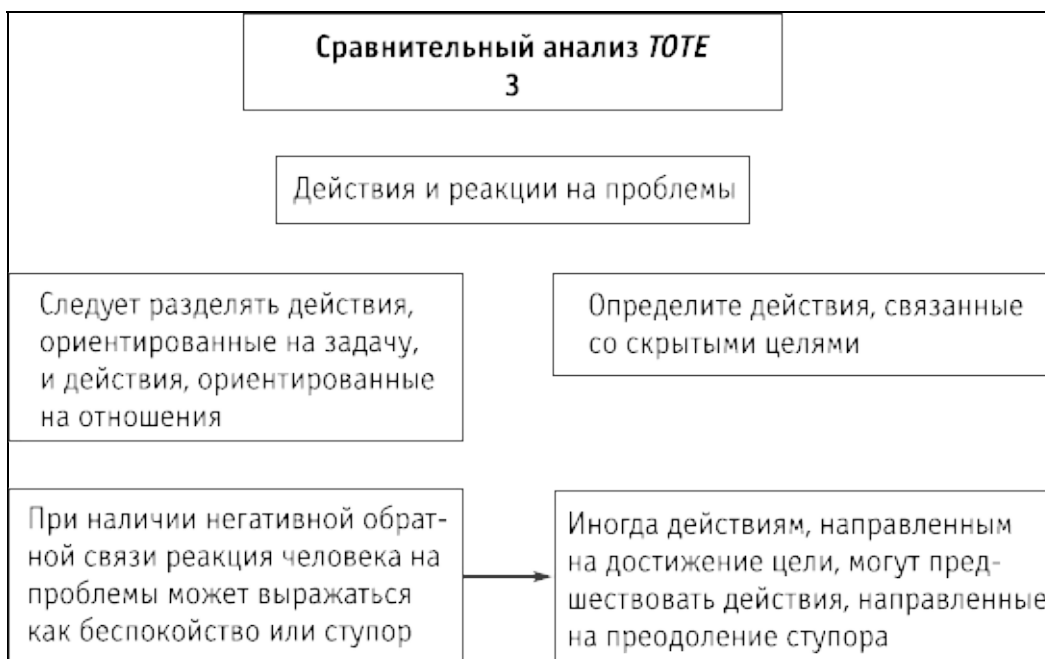 Сравнительный анализ TOTE
3
Действия и реакции на проблемы
Следует разделять действия,
ориентированные на задачу,
и действия, ориентированные
на отношения
Определите действия, связанные
со скрытыми целями
При наличии негативной обрат-
ной связи реакция человека на
проблемы может выражаться
как беспокойство или ступор
Иногда действиям, направленным
на достижение цели, могут пред-
шествовать действия, направленные
на преодоление ступора